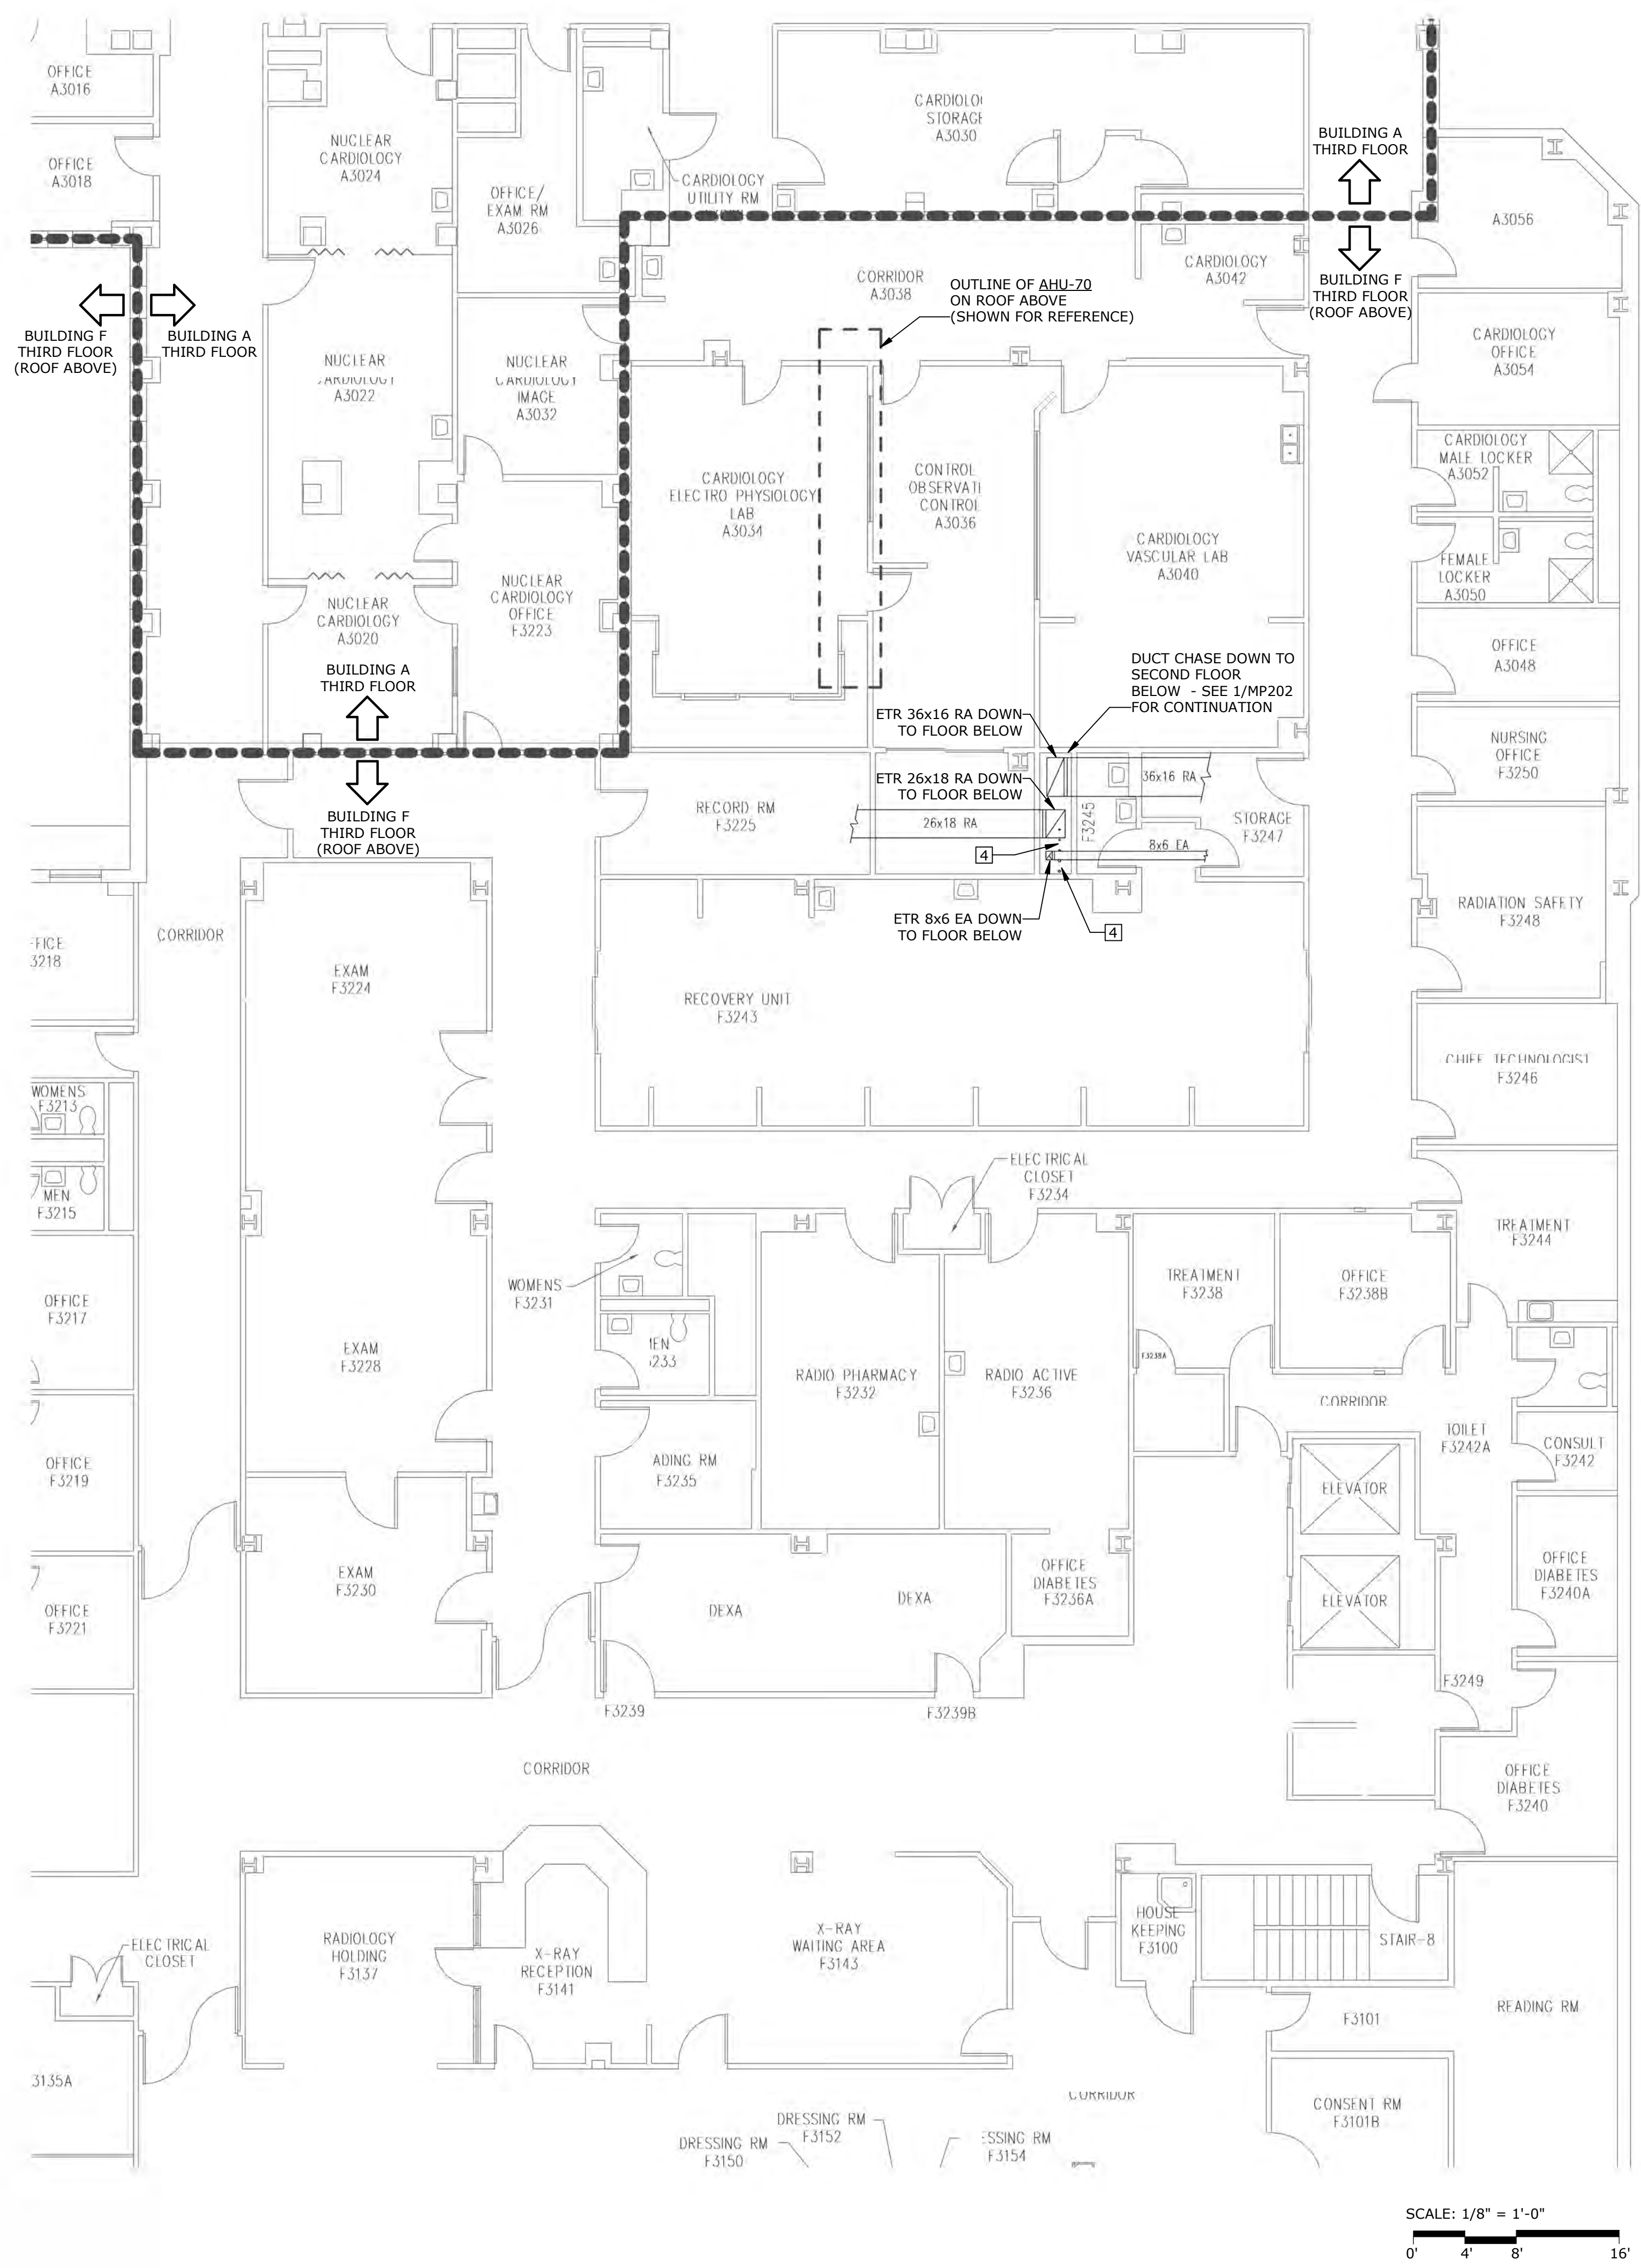 OFFICE
A3016
OFFICE
A3018
NUCLEAR
CARDIOLOGY
A3024
OFFICE/
EXAM RM
A3026
CARDIOLOGY
UTILITY RM
STORAGE
A3030
BUILDING A
THIRD FLOOR
A3056
BUILDING F
THIRD FLOOR
(ROOF ABOVE)
BUILDING A
THIRD FLOOR
CORRIDOR
A3038
CARDIOLOGY
A3042
BUILDING F
THIRD FLOOR
(ROOF ABOVE)
OUTLINE OF AHU-70
ON ROOF ABOVE
(SHOWN FOR REFERENCE)
NUCLEAR
A3022
NUCLEAR
IMAGE
A3032
CARDIOLOGY
OFFICE
A3054
CARDIOLOGY
ELECTRO PHYSIOLOGY
LAB
A3034
CONTROL
OBSERVATI
CONTROL
A3036
CARDIOLOGY
VASCULAR LAB
A3040
CARDIOLOGY
MALE LOCKER
A3052
FEMALE
LOCKER
A3050
NUCLEAR
CARDIOLOGY
A3020
NUCLEAR
CARDIOLOGY
OFFICE
F3223
OFFICE
A3048
BUILDING A
THIRD FLOOR
BUILDING F
THIRD FLOOR
(ROOF ABOVE)
DUCT CHASE DOWN TO
SECOND FLOOR
BELOW - SEE 1/MP202
FOR CONTINUATION
ETR 36x16 RA DOWN
TO FLOOR BELOW
ETR 26x18 RA DOWN
TO FLOOR BELOW
36x16 RA
NURSING
OFFICE
F3250
RECORD RM
F3225
26x18 RA
F3245
STORAGE
F3247
8x6 EA
4
ETR 8x6 EA DOWN
TO FLOOR BELOW
4
RADIATION SAFETY
F3248
3218
CORRIDOR
EXAM
F3224
RECOVERY UNIT
F3243
CHIEF TECHNOLOGIST
F3246
WOMENS
F3213
MEN
F3215
ELECTRICAL
CLOSET
F3234
TREATMENT
F3244
OFFICE
F3217
WOMENS
F3231
TREATMENT
F3238
OFFICE
F3238B
EXAM
F3228
F3238A
RADIO PHARMACY
F3232
RADIO ACTIVE
F3236
CORRIDOR
TOILET
F3242A
CONSULT
F3242
OFFICE
F3219
ADING RM
F3235
ELEVATOR
EXAM
F3230
OFFICE
F3221
DEXA
DEXA
OFFICE
DIABETES
F3236A
ELEVATOR
OFFICE
DIABETES
F3240A
F3239
F3239B
F3249
CORRIDOR
OFFICE
DIABETES
F3240
ELECTRICAL
CLOSET
RADIOLOGY
HOLDING
F3137
X-RAY
RECEPTION
F3141
X-RAY
WAITING AREA
F3143
HOUSE
KEEPING
F3100
STAIR-8
READING RM
F3101
3135A
CORRIDOR
CONSENT RM
F3101B
DRESSING RM
F3152
DRESSING RM
F3150
ESSING RM
F3154
SCALE: 1/8" = 1'-0"
0' 4' 8' 16'